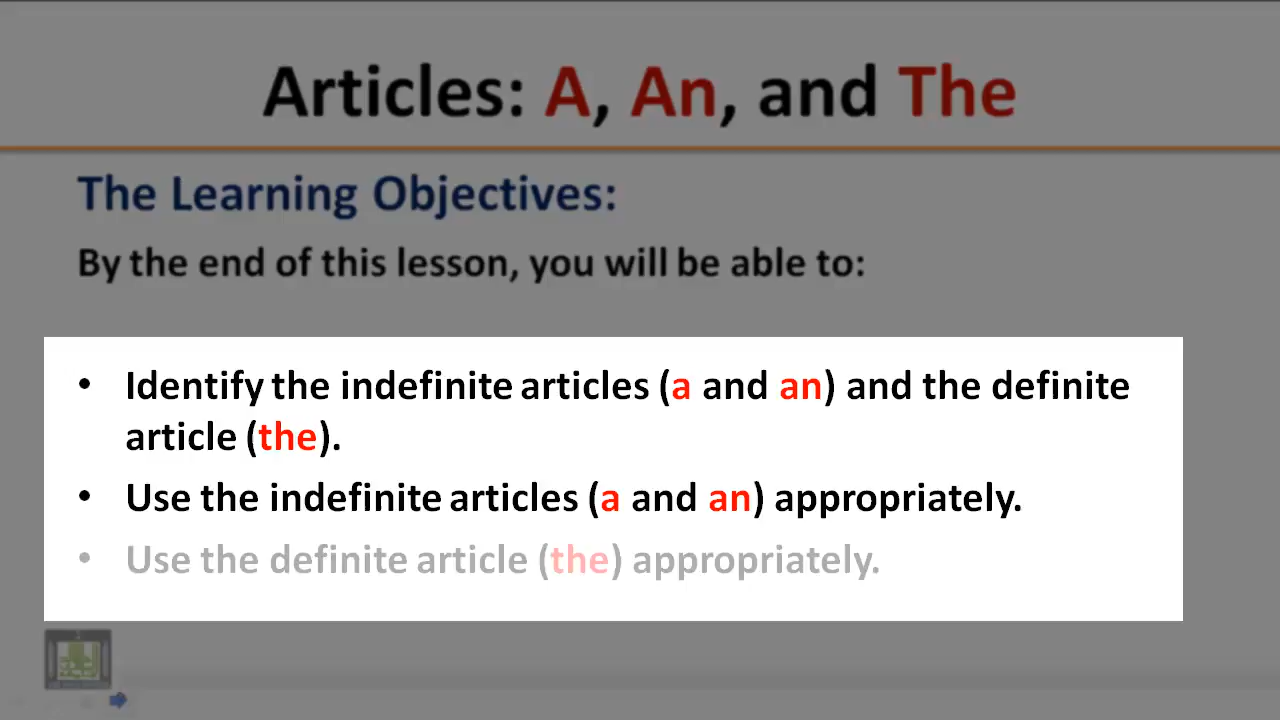 Articles: A, An, and The
The Learning Objectives:
By the end of this lesson, you will be able to:
• Identify the indefinite articles (a and an) and the definite
article (the).
• Use the indefinite articles (a and an) appropriately.
• Use the definite article (the) appropriately.